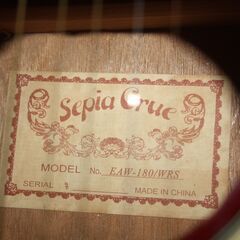 Sepia Crue
MODEL No. EAW-180/WRS
SERIAL
MADE IN CHINA